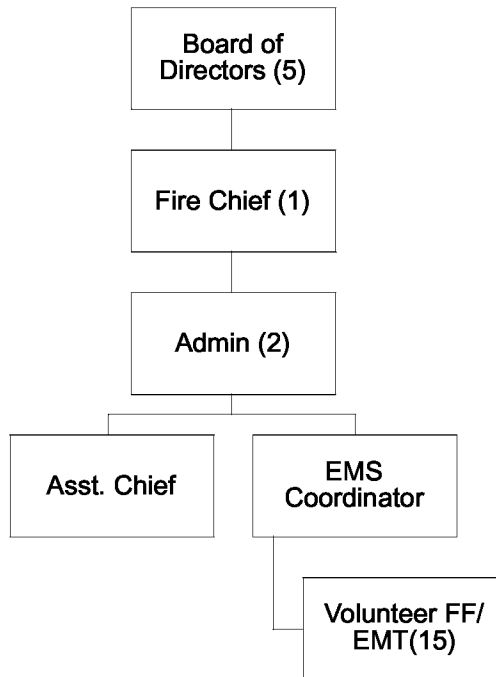 Board of
Directors (5)
Fire Chief (1)
Admin (2)
Asst. Chief
EMS
Coordinator
Volunteer FF/
EMT(15)